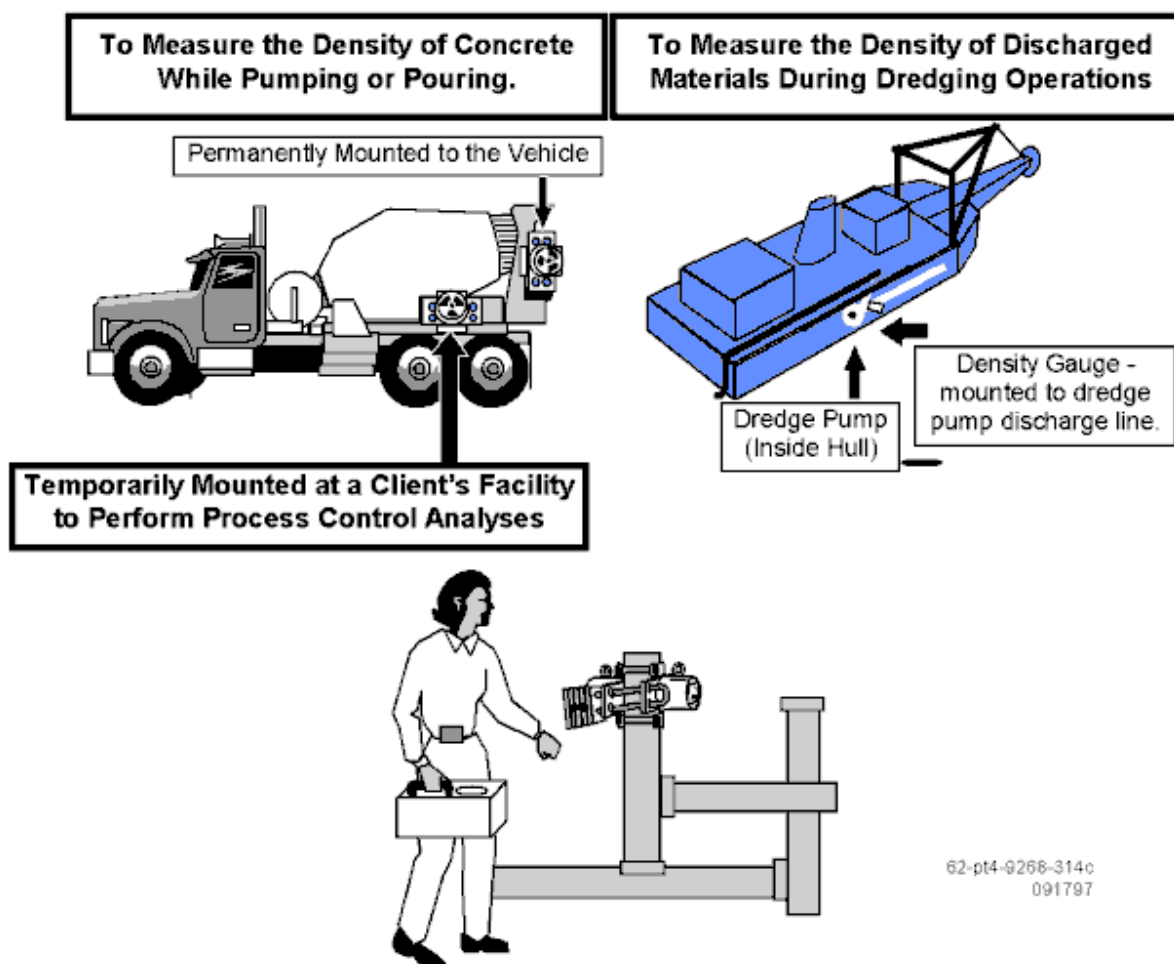 To Measure the Density of Concrete
While Pumping or Pouring.
To Measure the Density of Discharged
Materials During Dredging Operations
Permanently Mounted to the Vehicle
Density Gauge -
mounted to dredge
pump discharge line.
Dredge Pump
(Inside Hull)
Temporarily Mounted at a Client's Facility
to Perform Process Control Analyses
62-pt4-9268-314c
091797